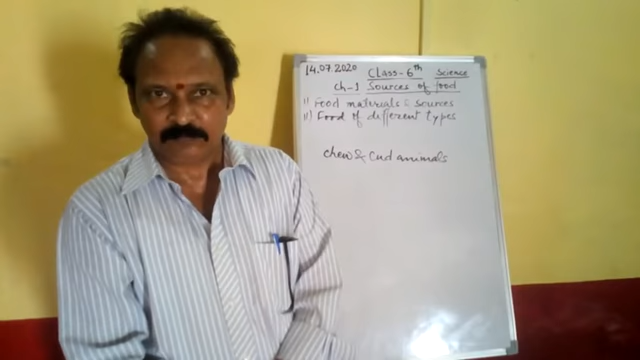 14.07.2020 Class-6th Science
Ch-1 Sources of food
i) Food materials & sources
ii) Food of different types
chew & cud animals